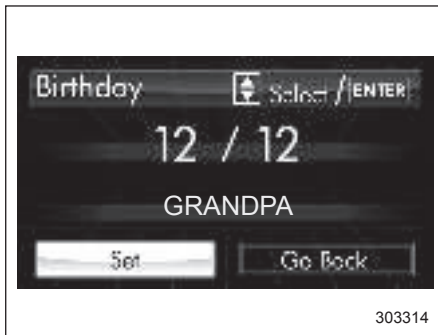 Birthday Select / ENTER
12 / 12
GRANDPA
Set Go Back
303314